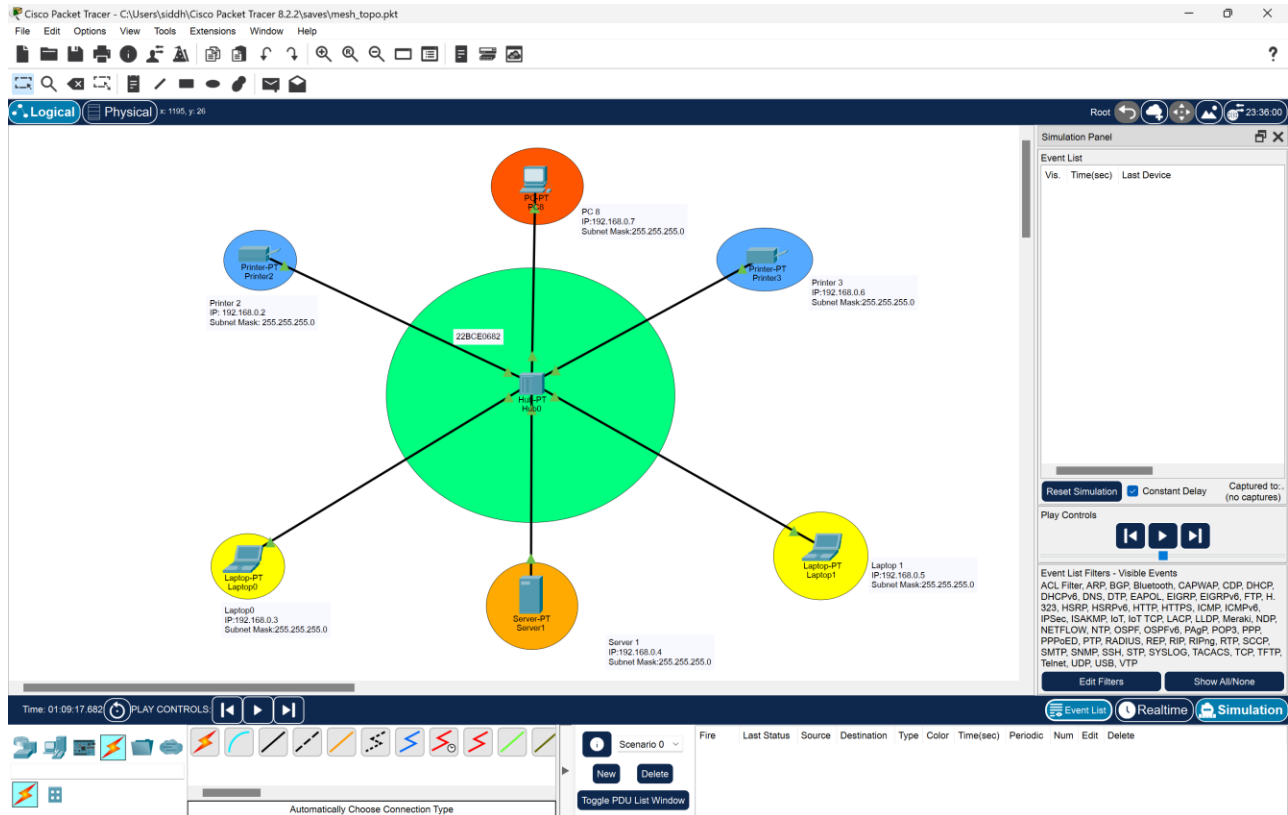 Cisco Packet Tracer - C:\Users\siddh\Cisco Packet Tracer 8.2.2\saves\mesh_topo.pkt
File Edit Options View Tools Extensions Window Help
?
Logical Physical x: 1195, y: 26 Root 23:36:00
Simulation Panel
Event List
Vis. Time(sec) Last Device
PC-PT
PC8
PC 8
IP:192.168.0.7
Subnet Mask:255.255.255.0
Printer-PT
Printer2
Printer 2
IP: 192.168.0.2
Subnet Mask: 255.255.255.0
Printer-PT
Printer3
Printer 3
IP:192.168.0.6
Subnet Mask:255.255.255.0
22BCE0682
Hub-PT
Hub0
Laptop-PT
Laptop0
Laptop0
IP:192.168.0.3
Subnet Mask:255.255.255.0
Server-PT
Server1
Server 1
IP:192.168.0.4
Subnet Mask:255.255.255.0
Laptop-PT
Laptop1
Laptop 1
IP:192.168.0.5
Subnet Mask:255.255.255.0
Reset Simulation Constant Delay Captured to:.
(no captures)
Play Controls
Event List Filters - Visible Events
ACL Filter, ARP, BGP, Bluetooth, CAPWAP, CDP, DHCP,
DHCPv6, DNS, DTP, EAPOL, EIGRP, EIGRPv6, FTP, H.
323, HSRP, HSRPv6, HTTP, HTTPS, ICMP, ICMPv6,
IPSec, ISAKMP, IoT, IoT TCP, LACP, LLDP, Meraki, NDP,
NETFLOW, NTP, OSPF, OSPFv6, PAgP, POP3, PPP,
PPPoED, PTP, RADIUS, REP, RIP, RIPng, RTP, SCCP,
SMTP, SNMP, SSH, STP, SYSLOG, TACACS, TCP, TFTP,
Telnet, UDP, USB, VTP
Edit Filters Show All/None
Time: 01:09:17.682 PLAY CONTROLS: Event List Realtime Simulation
Scenario 0
New Delete
Toggle PDU List Window
Fire Last Status Source Destination Type Color Time(sec) Periodic Num Edit Delete
Automatically Choose Connection Type